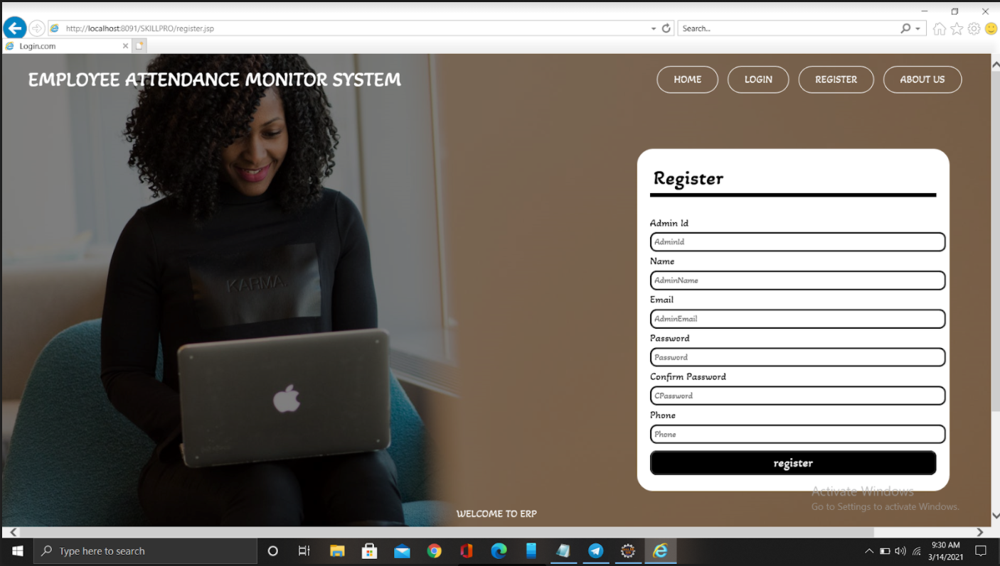 http://localhost:8091/SKILLPRO/register.jsp
Search...
Login.com
EMPLOYEE ATTENDANCE MONITOR SYSTEM
HOME
LOGIN
REGISTER
ABOUT US
KARMA.
Register
Admin Id
AdminId
Name
AdminName
Email
AdminEmail
Password
Password
Confirm Password
CPassword
Phone
Phone
register
Activate Windows
Go to Settings to activate Windows.
WELCOME TO ERP
Type here to search
9:30 AM
3/14/2021